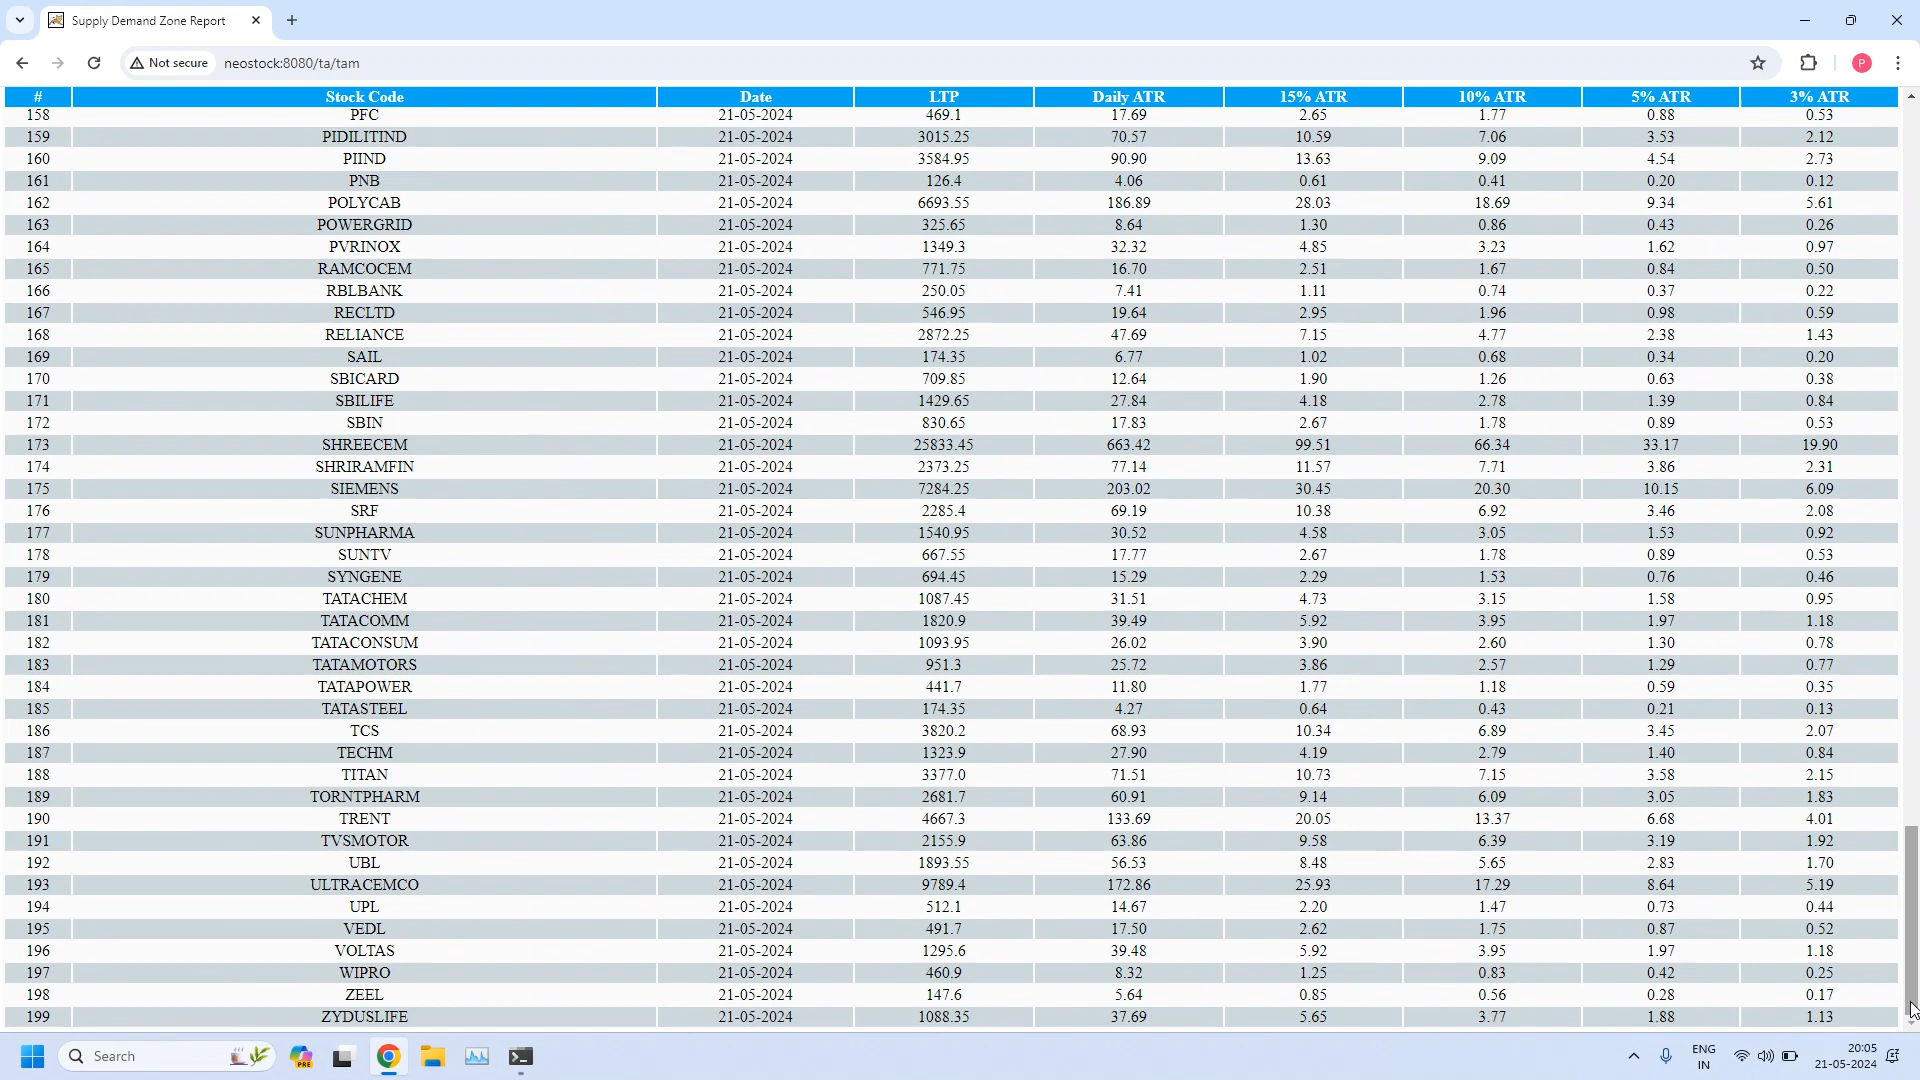 Supply Demand Zone Report
Not secure neostock:8080/ta/tam P
# Stock Code Date LTP Daily ATR 15% ATR 10% ATR 5% ATR 3% ATR
158 PFC 21-05-2024 469.1 17.69 2.65 1.77 0.88 0.53
159 PIDILITIND 21-05-2024 3015.25 70.57 10.59 7.06 3.53 2.12
160 PIIND 21-05-2024 3584.95 90.90 13.63 9.09 4.54 2.73
161 PNB 21-05-2024 126.4 4.06 0.61 0.41 0.20 0.12
162 POLYCAB 21-05-2024 6693.55 186.89 28.03 18.69 9.34 5.61
163 POWERGRID 21-05-2024 325.65 8.64 1.30 0.86 0.43 0.26
164 PVRINOX 21-05-2024 1349.3 32.32 4.85 3.23 1.62 0.97
165 RAMCOCEM 21-05-2024 771.75 16.70 2.51 1.67 0.84 0.50
166 RBLBANK 21-05-2024 250.05 7.41 1.11 0.74 0.37 0.22
167 RECLTD 21-05-2024 546.95 19.64 2.95 1.96 0.98 0.59
168 RELIANCE 21-05-2024 2872.25 47.69 7.15 4.77 2.38 1.43
169 SAIL 21-05-2024 174.35 6.77 1.02 0.68 0.34 0.20
170 SBICARD 21-05-2024 709.85 12.64 1.90 1.26 0.63 0.38
171 SBILIFE 21-05-2024 1429.65 27.84 4.18 2.78 1.39 0.84
172 SBIN 21-05-2024 830.65 17.83 2.67 1.78 0.89 0.53
173 SHREECEM 21-05-2024 25833.45 663.42 99.51 66.34 33.17 19.90
174 SHRIRAMFIN 21-05-2024 2373.25 77.14 11.57 7.71 3.86 2.31
175 SIEMENS 21-05-2024 7284.25 203.02 30.45 20.30 10.15 6.09
176 SRF 21-05-2024 2285.4 69.19 10.38 6.92 3.46 2.08
177 SUNPHARMA 21-05-2024 1540.95 30.52 4.58 3.05 1.53 0.92
178 SUNTV 21-05-2024 667.55 17.77 2.67 1.78 0.89 0.53
179 SYNGENE 21-05-2024 694.45 15.29 2.29 1.53 0.76 0.46
180 TATACHEM 21-05-2024 1087.45 31.51 4.73 3.15 1.58 0.95
181 TATACOMM 21-05-2024 1820.9 39.49 5.92 3.95 1.97 1.18
182 TATACONSUM 21-05-2024 1093.95 26.02 3.90 2.60 1.30 0.78
183 TATAMOTORS 21-05-2024 951.3 25.72 3.86 2.57 1.29 0.77
184 TATAPOWER 21-05-2024 441.7 11.80 1.77 1.18 0.59 0.35
185 TATASTEEL 21-05-2024 174.35 4.27 0.64 0.43 0.21 0.13
186 TCS 21-05-2024 3820.2 68.93 10.34 6.89 3.45 2.07
187 TECHM 21-05-2024 1323.9 27.90 4.19 2.79 1.40 0.84
188 TITAN 21-05-2024 3377.0 71.51 10.73 7.15 3.58 2.15
189 TORNTPHARM 21-05-2024 2681.7 60.91 9.14 6.09 3.05 1.83
190 TRENT 21-05-2024 4667.3 133.69 20.05 13.37 6.68 4.01
191 TVSMOTOR 21-05-2024 2155.9 63.86 9.58 6.39 3.19 1.92
192 UBL 21-05-2024 1893.55 56.53 8.48 5.65 2.83 1.70
193 ULTRACEMCO 21-05-2024 9789.4 172.86 25.93 17.29 8.64 5.19
194 UPL 21-05-2024 512.1 14.67 2.20 1.47 0.73 0.44
195 VEDL 21-05-2024 491.7 17.50 2.62 1.75 0.87 0.52
196 VOLTAS 21-05-2024 1295.6 39.48 5.92 3.95 1.97 1.18
197 WIPRO 21-05-2024 460.9 8.32 1.25 0.83 0.42 0.25
198 ZEEL 21-05-2024 147.6 5.64 0.85 0.56 0.28 0.17
199 ZYDUSLIFE 21-05-2024 1088.35 37.69 5.65 3.77 1.88 1.13
Search PRE ENG 20:05
IN 21-05-2024